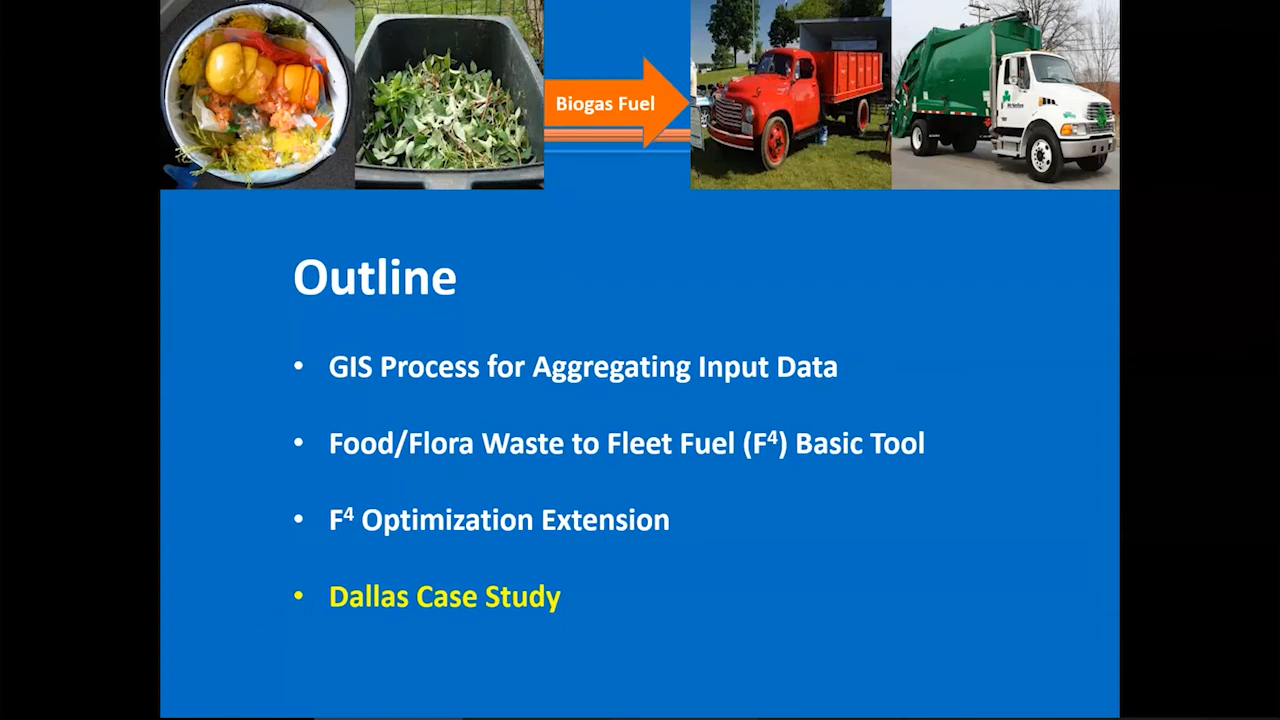 Biogas Fuel
Outline
• GIS Process for Aggregating Input Data
• Food/Flora Waste to Fleet Fuel (F⁴) Basic Tool
• F⁴ Optimization Extension
• Dallas Case Study